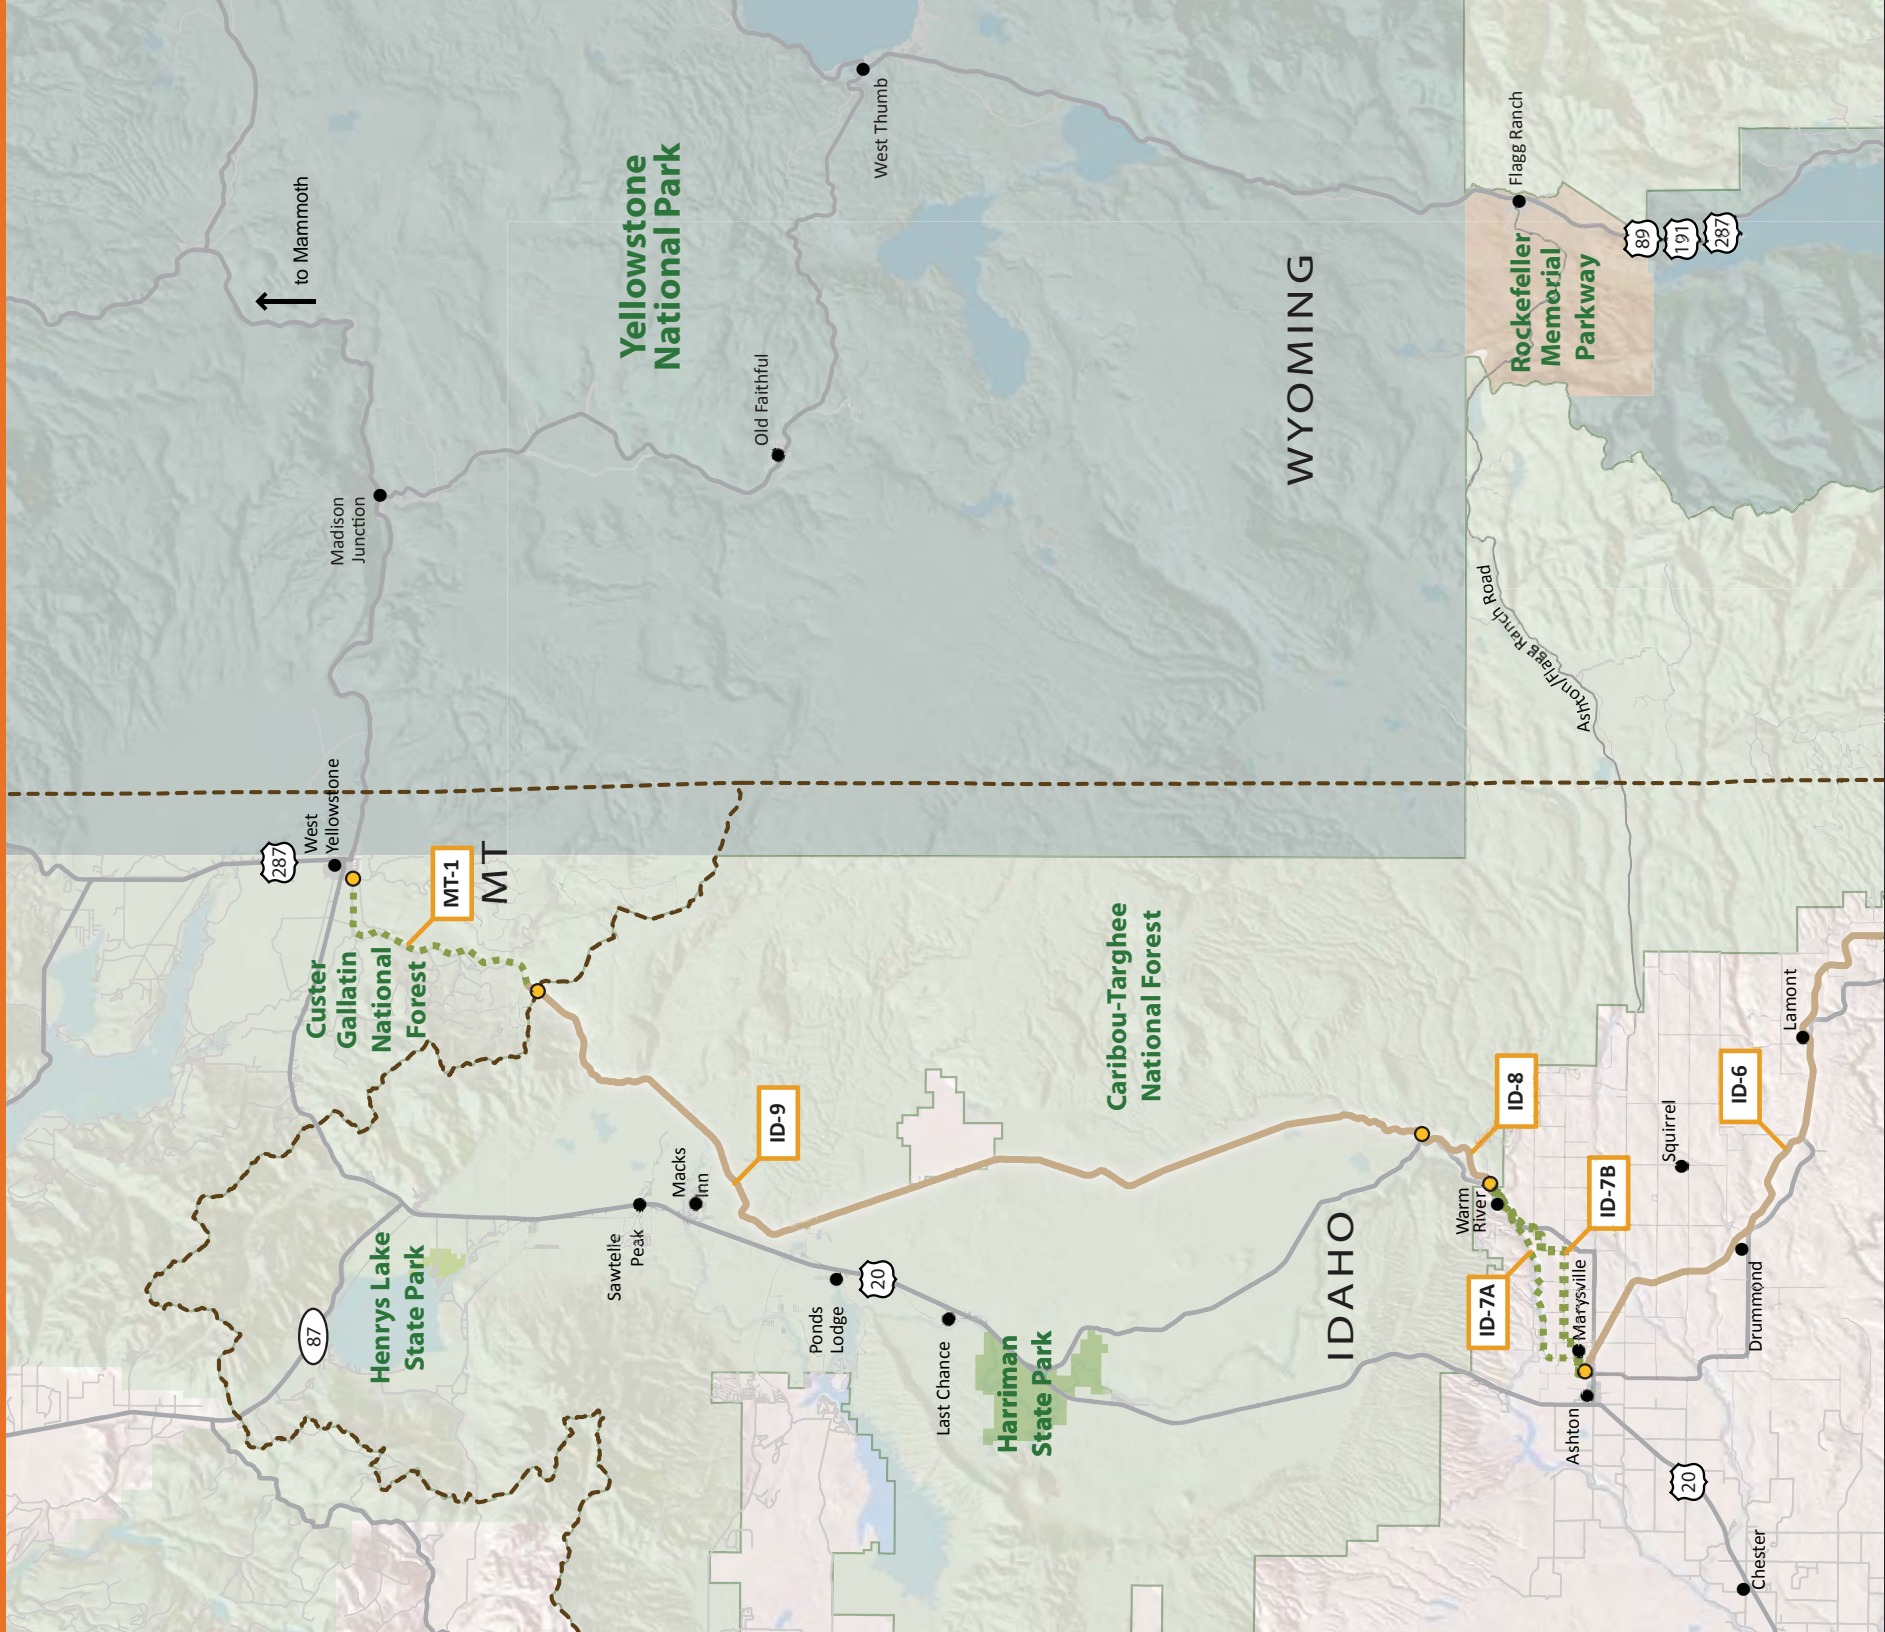 to Mammoth
Yellowstone
National Park
West Thumb
Old Faithful
Madison
Junction
WYOMING
Flagg Ranch
Rockefeller
Memorial
Parkway
89
191
287
Ashton/Flagg Ranch Road
287
West
Yellowstone
MT-1
MT
Custer
Gallatin
National
Forest
Caribou-Targhee
National Forest
ID-9
Macks
Inn
Sawtelle
Peak
Henrys Lake
State Park
87
Ponds
Lodge
20
Last Chance
Harriman
State Park
IDAHO
ID-8
Warm
River
ID-7A
ID-7B
Marysville
Ashton
Squirrel
ID-6
Lamont
Drummond
20
Chester